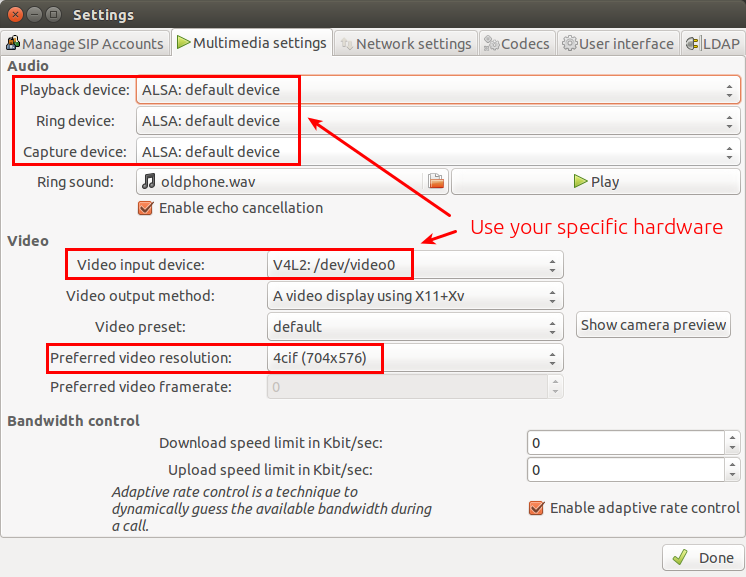 Settings
Manage SIP Accounts Multimedia settings Network settings Codecs User interface LDAP
Audio
Playback device: ALSA: default device
Ring device: ALSA: default device
Capture device: ALSA: default device
Ring sound: oldphone.wav Play
Enable echo cancellation
Use your specific hardware
Video
Video input device: V4L2: /dev/video0
Video output method: A video display using X11+Xv
Video preset: default Show camera preview
Preferred video resolution: 4cif (704x576)
Preferred video framerate: 0
Bandwidth control
Download speed limit in Kbit/sec: 0
Upload speed limit in Kbit/sec: 0
Adaptive rate control is a technique to
dynamically guess the available bandwidth during
a call.
Enable adaptive rate control
Done